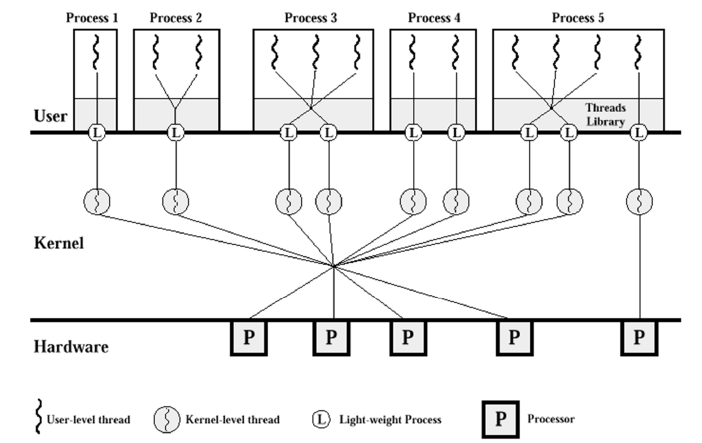 Process 1 Process 2 Process 3 Process 4 Process 5
Threads
Library
User
L L L L L L L L L
Kernel
P P P P P
Hardware
User-level thread Kernel-level thread L Light-weight Process P Processor